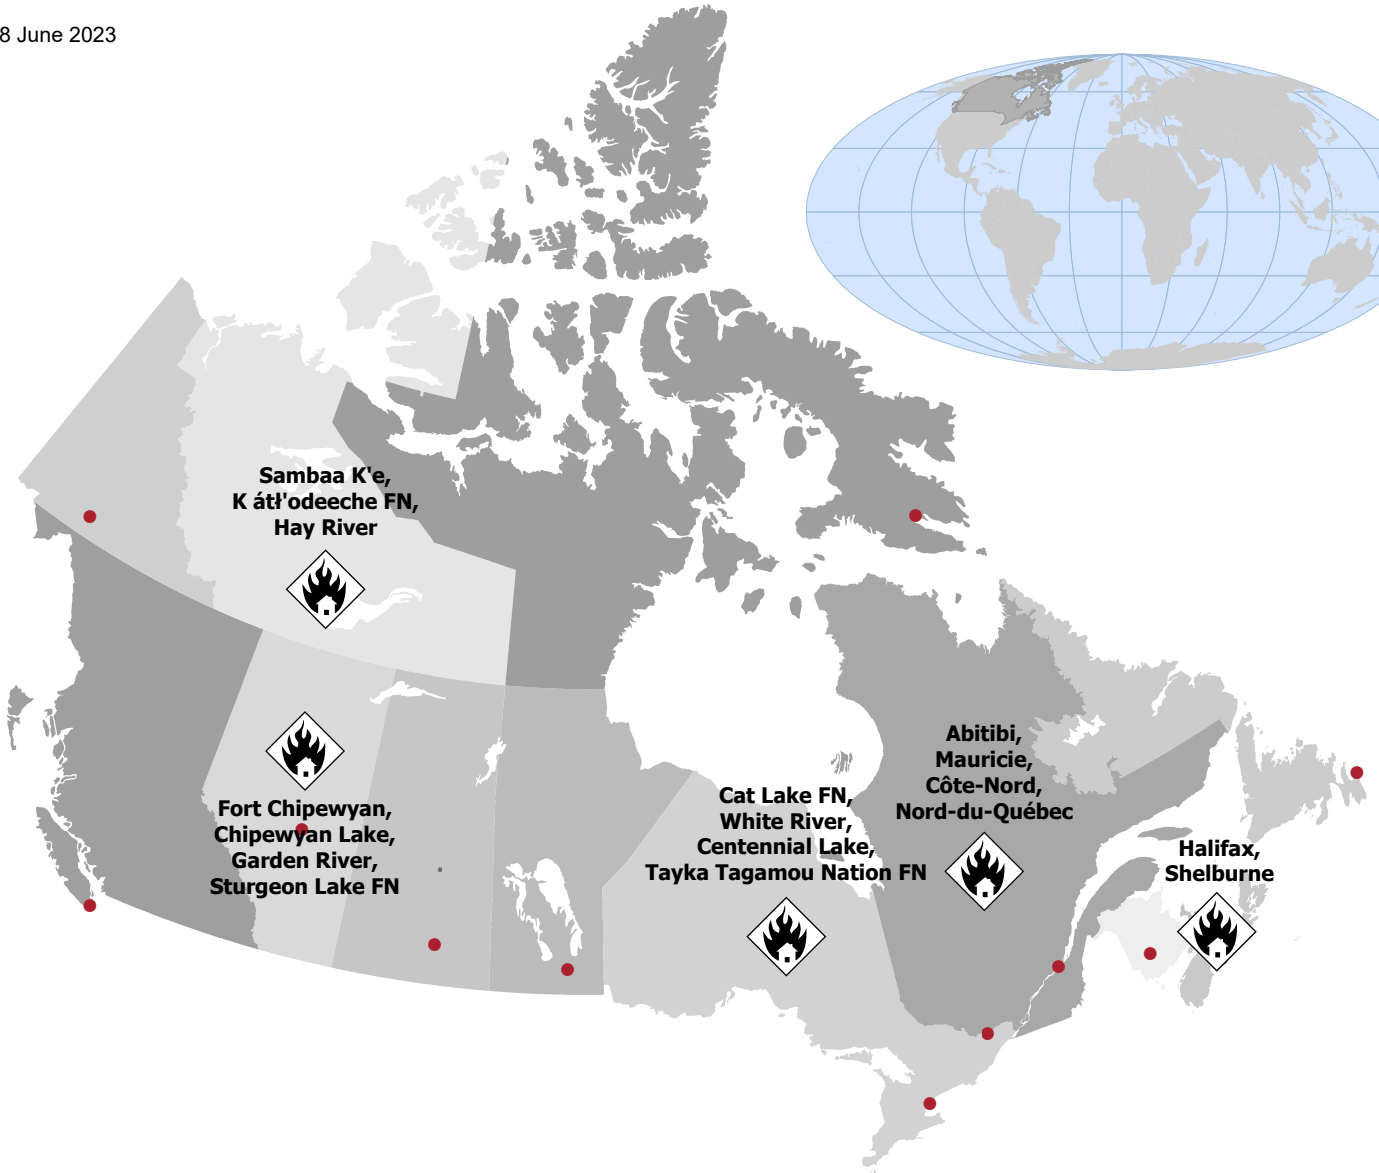 8 June 2023
Sambaa K'e,
K átł'odeeche FN,
Hay River
Fort Chipewyan,
Chipewyan Lake,
Garden River,
Sturgeon Lake FN
Cat Lake FN,
White River,
Centennial Lake,
Tayka Tagamou Nation FN
Abitibi,
Mauricie,
Côte-Nord,
Nord-du-Québec
Halifax,
Shelburne